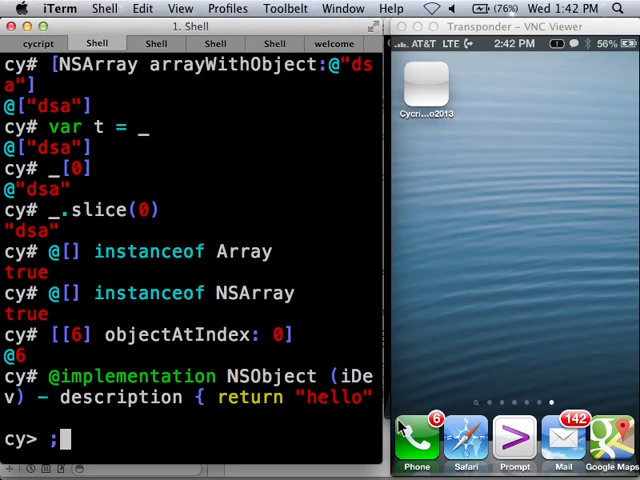 iTerm Shell Edit View Profiles Toolbelt Window Help (76%) Wed 1:42 PM
1. Shell
cycript Shell Shell Shell Shell welcome
cy# [NSArray arrayWithObject:@"ds
a"]
@["dsa"]
cy# var t = _
@["dsa"]
cy# _[0]
@"dsa"
cy# _.slice(0)
"dsa"
cy# @[] instanceof Array
true
cy# @[] instanceof NSArray
true
cy# [[6] objectAtIndex: 0]
@6
cy# @implementation NSObject (iDe
v) - description { return "hello"
cy> ;
Transponder - VNC Viewer
AT&T LTE 2:42 PM 1 56%
Cycri...o2013
6
142
Phone Safari Prompt Mail Google Maps